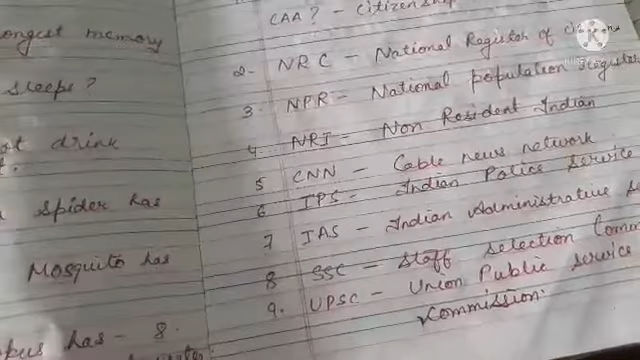 ongest memory
sleeps?
st drink
spider has
Mosquito has
pus has - 8.
CAA? - Citizenship
2. NRC - National Register of
3. NPR - National population Register
4 NRI - Non Resident Indian
5 CNN - Cable news network
6 IPS - Indian Police service
7 IAS - Indian Administrative s
8 SSC - Staff selection Comm
9. UPSC - Union Public service
Commission.